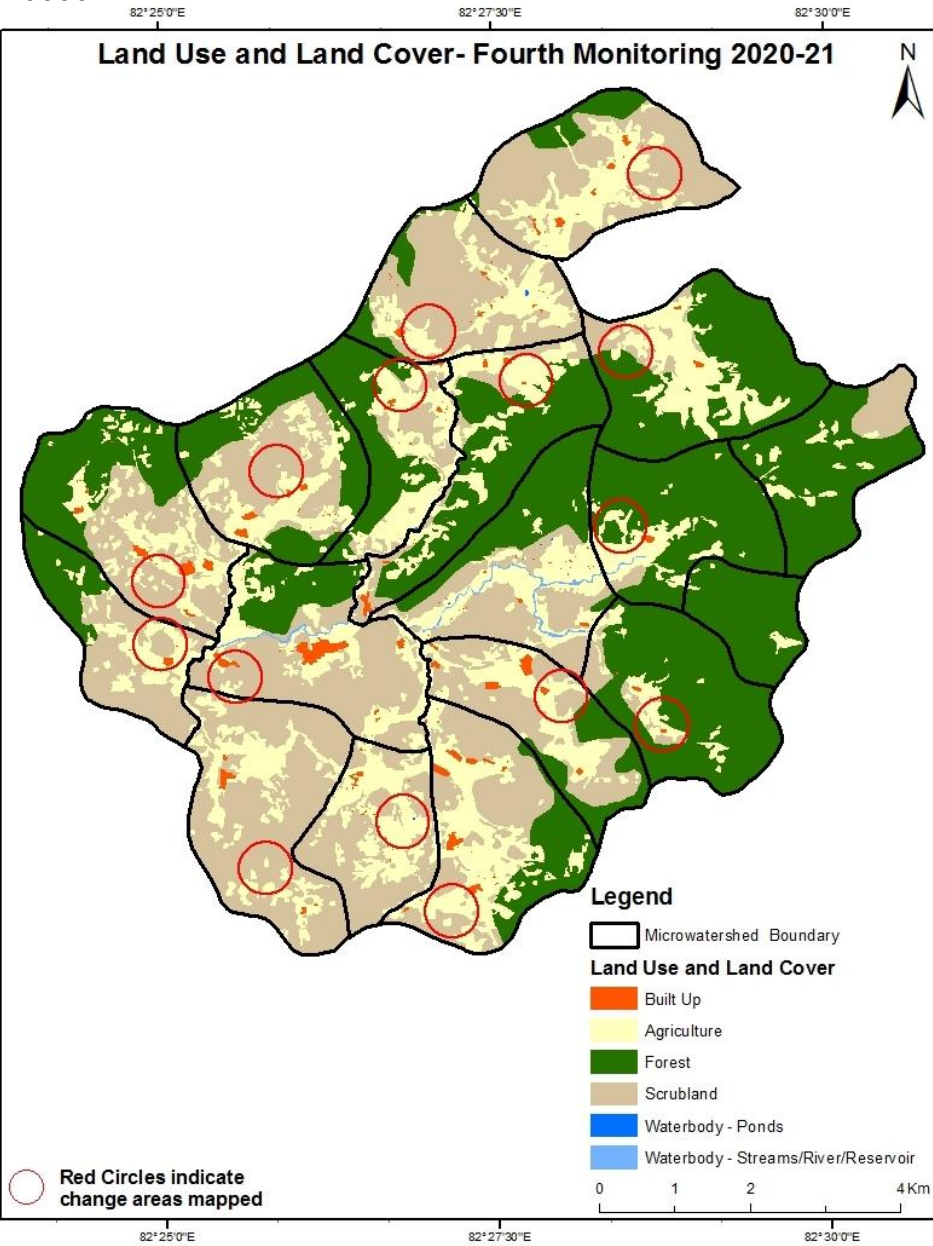 82°25'0"E 82°27'30"E 82°30'0"E
Land Use and Land Cover- Fourth Monitoring 2020-21
N
Legend
Microwatershed Boundary
Land Use and Land Cover
Built Up
Agriculture
Forest
Scrubland
Waterbody - Ponds
Waterbody - Streams/River/Reservoir
0 1 2 4 Km
Red Circles indicate
change areas mapped
82°25'0"E 82°27'30"E 82°30'0"E